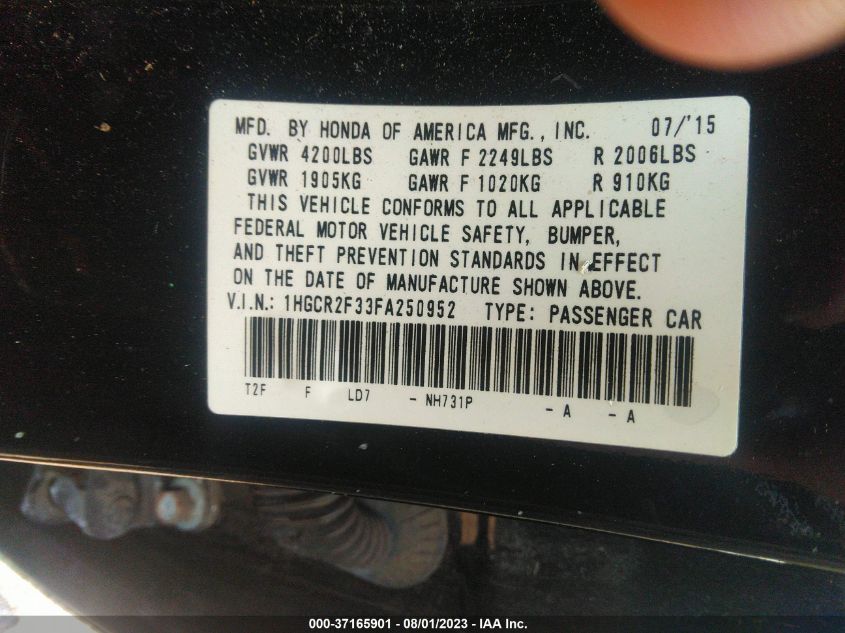 MFD. BY HONDA OF AMERICA MFG., INC. 07/'15
GVWR 4200LBS GAWR F 2249LBS R 2006LBS
GVWR 1905KG GAWR F 1020KG R 910KG
THIS VEHICLE CONFORMS TO ALL APPLICABLE
FEDERAL MOTOR VEHICLE SAFETY, BUMPER,
AND THEFT PREVENTION STANDARDS IN EFFECT
ON THE DATE OF MANUFACTURE SHOWN ABOVE.
V.I.N.: 1HGCR2F33FA250952 TYPE: PASSENGER CAR
T2F F LD7 - NH731P - A - A
000-37165901 - 08/01/2023 - IAA Inc.